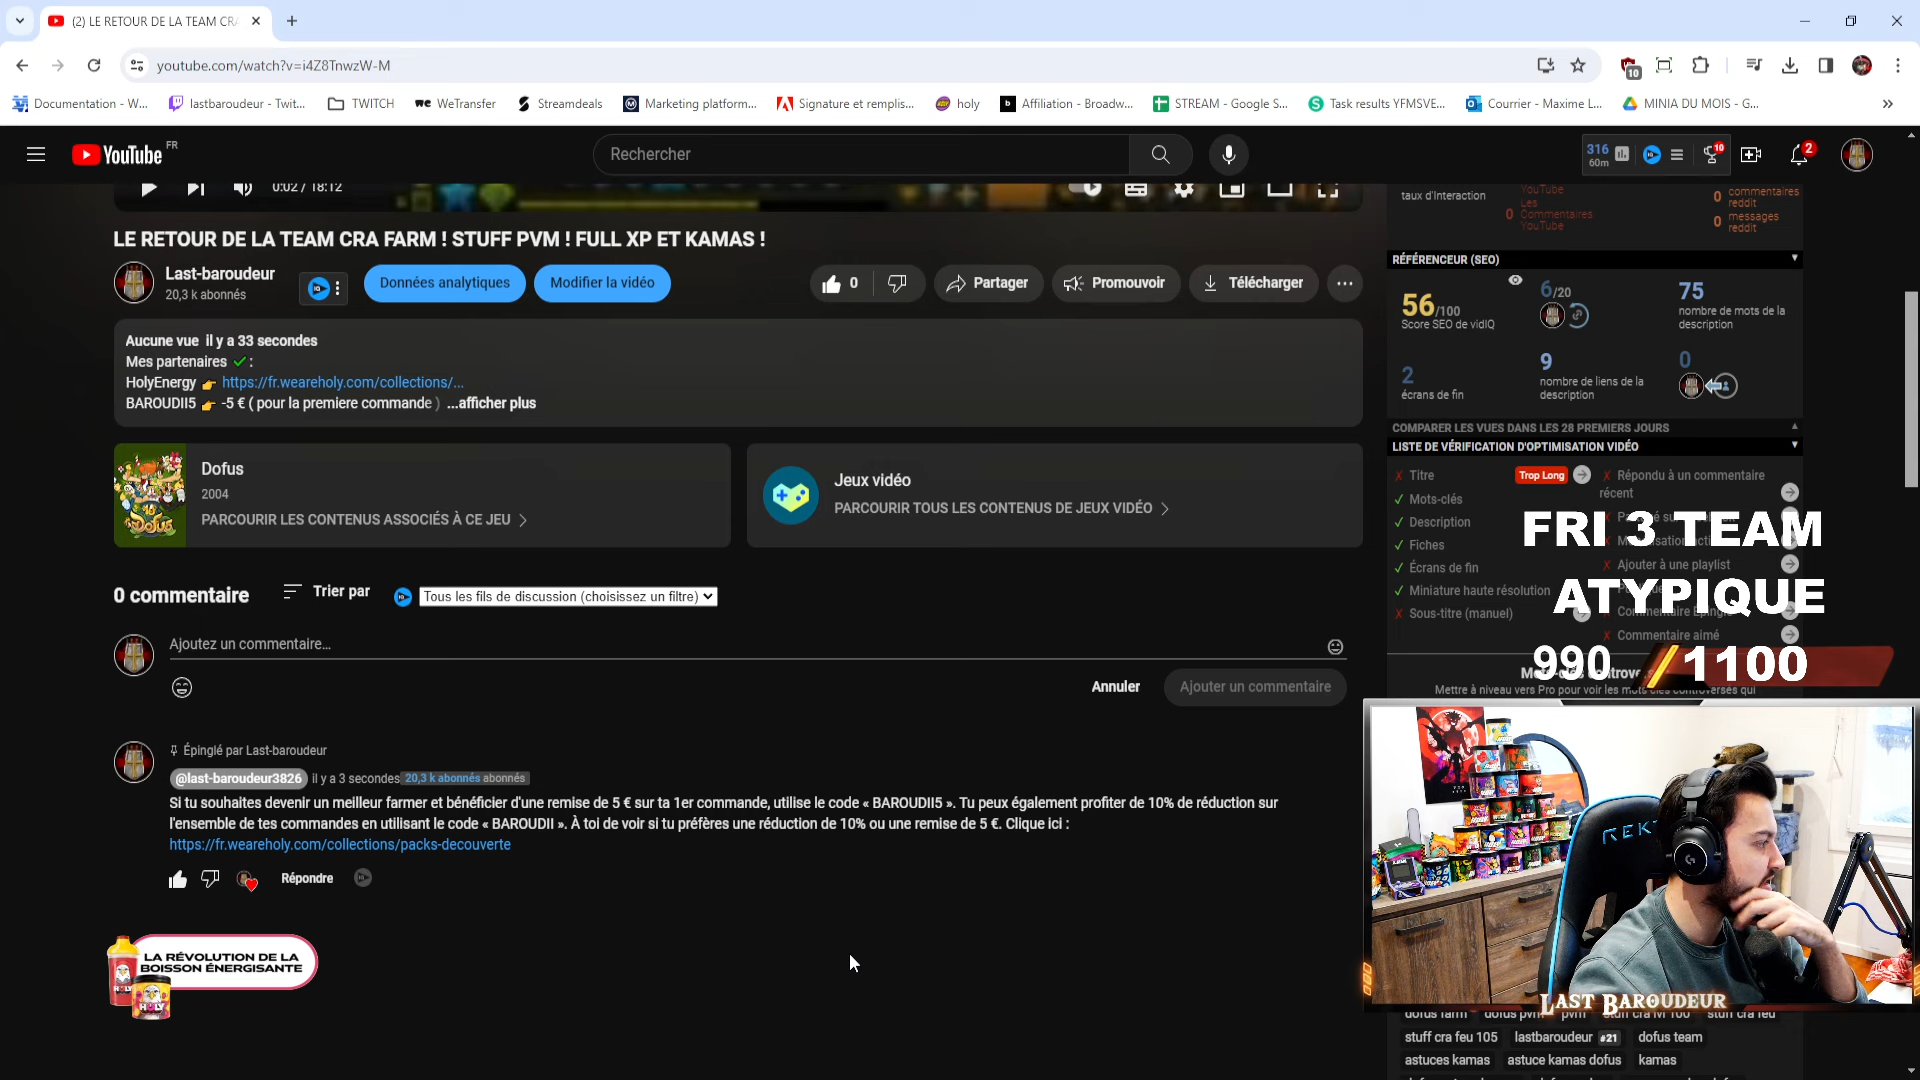 (2) LE RETOUR DE LA TEAM CRA
youtube.com/watch?v=i4Z8TnwzW-M
10
Documentation - W...
lastbaroudeur - Twit...
TWITCH
WeTransfer
Streamdeals
Marketing platform...
Signature et remplis...
holy
Affiliation - Broadw...
STREAM - Google S...
Task results YFMSVE...
Courrier - Maxime L...
MINIA DU MOIS - G...
YouTube FR
Rechercher
316
60m
10
2
0:02 / 18:12
LE RETOUR DE LA TEAM CRA FARM ! STUFF PVM ! FULL XP ET KAMAS !
Last-baroudeur
20,3 k abonnés
Données analytiques
Modifier la vidéo
0
Partager
Promouvoir
Télécharger
Aucune vue il y a 33 secondes
Mes partenaires ✓ :
HolyEnergy 👉 https://fr.weareholy.com/collections/...
BAROUDII5 👉 -5 € ( pour la premiere commande ) ...afficher plus
Dofus
2004
PARCOURIR LES CONTENUS ASSOCIÉS À CE JEU
Jeux vidéo
PARCOURIR TOUS LES CONTENUS DE JEUX VIDÉO
0 commentaire
Trier par
Tous les fils de discussion (choisissez un filtre)
Ajoutez un commentaire...
Annuler
Ajouter un commentaire
Épinglé par Last-baroudeur
@last-baroudeur3826 il y a 3 secondes 20,3 k abonnés abonnés
Si tu souhaites devenir un meilleur farmer et bénéficier d'une remise de 5 € sur ta 1er commande, utilise le code « BAROUDII5 ». Tu peux également profiter de 10% de réduction sur
l'ensemble de tes commandes en utilisant le code « BAROUDII ». À toi de voir si tu préfères une réduction de 10% ou une remise de 5 €. Clique ici :
https://fr.weareholy.com/collections/packs-decouverte
Répondre
LA RÉVOLUTION DE LA
BOISSON ÉNERGISANTE
HOLY
taux d'Interaction
YouTube
Les
0 Commentaires
YouTube
0 commentaires
reddit
0 messages
reddit
RÉFÉRENCEUR (SEO)
56/100
Score SEO de vidIQ
6/20
75
nombre de mots de la
description
2
écrans de fin
9
nombre de liens de la
description
0
COMPARER LES VUES DANS LES 28 PREMIERS JOURS
LISTE DE VÉRIFICATION D'OPTIMISATION VIDÉO
Titre
Trop Long
Mots-clés
Description
Fiches
Écrans de fin
Miniature haute résolution
Sous-titre (manuel)
Répondu à un commentaire
récent
Ajouter à une playlist
Commentaire aimé
FRI 3 TEAM
ATYPIQUE
990 / 1100
Mettre à niveau vers Pro pour voir les mots clés controversés qui
LAST BAROUDEUR
dofus farm
dofus pvm
pvm
stuff cra lvl 100
stuff cra feu
stuff cra feu 105
lastbaroudeur #21
dofus team
astuces kamas
astuce kamas dofus
kamas